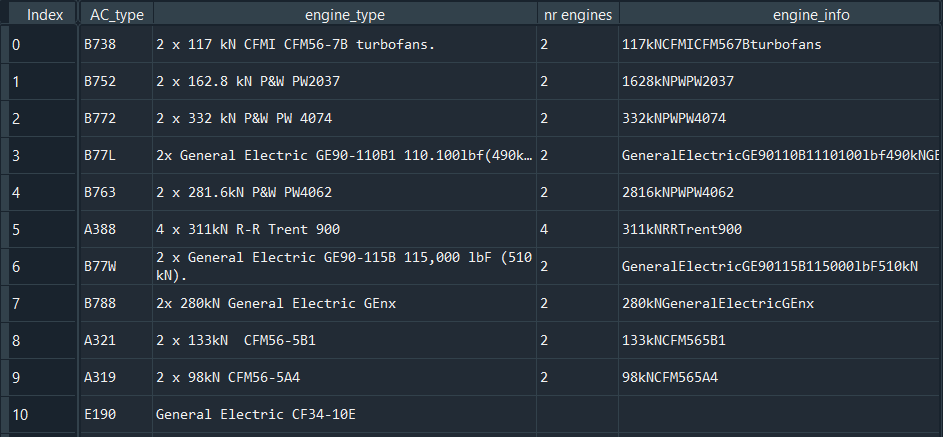 Index AC_type engine_type nr engines engine_info
0 B738 2 x 117 kN CFMI CFM56-7B turbofans. 2 117kNCFMICFM567Bturbofans
1 B752 2 x 162.8 kN P&W PW2037 2 1628kNPWPW2037
2 B772 2 x 332 kN P&W PW 4074 2 332kNPWPW4074
3 B77L 2x General Electric GE90-110B1 110.100lbf(490k… 2 GeneralElectricGE90110B1110100lbf490kNGE
4 B763 2 x 281.6kN P&W PW4062 2 2816kNPWPW4062
5 A388 4 x 311kN R-R Trent 900 4 311kNRRTrent900
6 B77W 2 x General Electric GE90-115B 115,000 lbF (510 kN). 2 GeneralElectricGE90115B115000lbF510kN
7 B788 2x 280kN General Electric GEnx 2 280kNGeneralElectricGEnx
8 A321 2 x 133kN  CFM56-5B1 2 133kNCFM565B1
9 A319 2 x 98kN CFM56-5A4 2 98kNCFM565A4
10 E190 General Electric CF34-10E